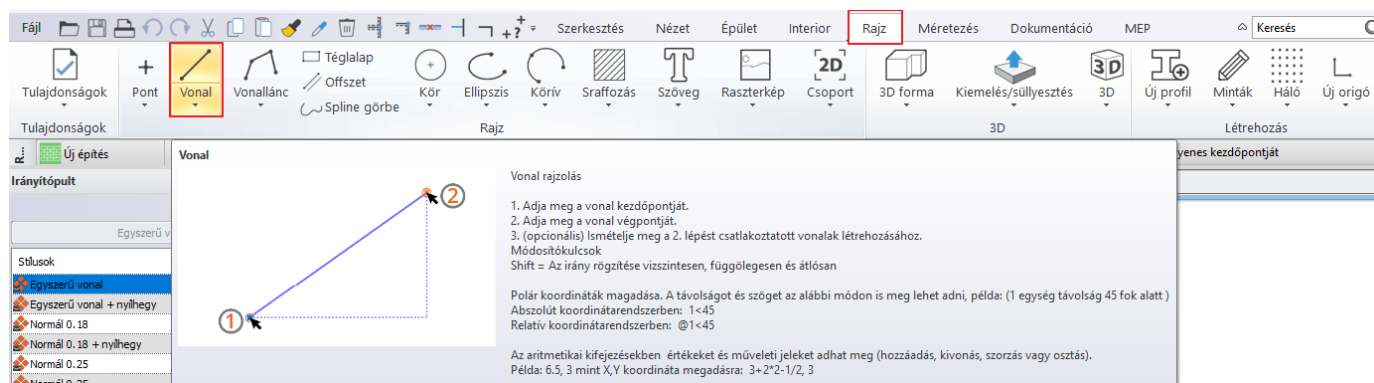 Fájl Szerkesztés Nézet Épület Interior Rajz Méretezés Dokumentáció MEP Keresés
Tulajdonságok Pont Vonal Vonallánc
Téglalap
Offszet
Spline görbe
Kör Ellipszis Körív Sraffozás Szöveg Raszterkép 2D Csoport 3D forma Kiemelés/süllyesztés 3D 3D Új profil Minták Háló Új origó
Tulajdonságok Rajz 3D Létrehozás
R... Új építés
yenes kezdőpontját
Irányítópult
Egyszerű v
Stílusok
Egyszerű vonal
Egyszerű vonal + nyílhegy
Normál 0.18
Normál 0.18 + nyílhegy
Normál 0.25
Vonal
1
2
Vonal rajzolás
1. Adja meg a vonal kezdőpontját.
2. Adja meg a vonal végpontját.
3. (opcionális) Ismételje meg a 2. lépést csatlakoztatott vonalak létrehozásához.
Módosítókulcsok
Shift = Az irány rögzítése vizszintesen, függőlegesen és átlósan
Polár koordináták magadása. A távolságot és szöget az alábbi módon is meg lehet adni, példa: (1 egység távolság 45 fok alatt )
Abszolút koordinátarendszerben: 1<45
Relatív koordinátarendszerben: @1<45
Az aritmetikai kifejezésekben értékeket és műveleti jeleket adhat meg (hozzáadás, kivonás, szorzás vagy osztás).
Példa: 6.5, 3 mint X,Y koordináta megadásra: 3+2*2-1/2, 3